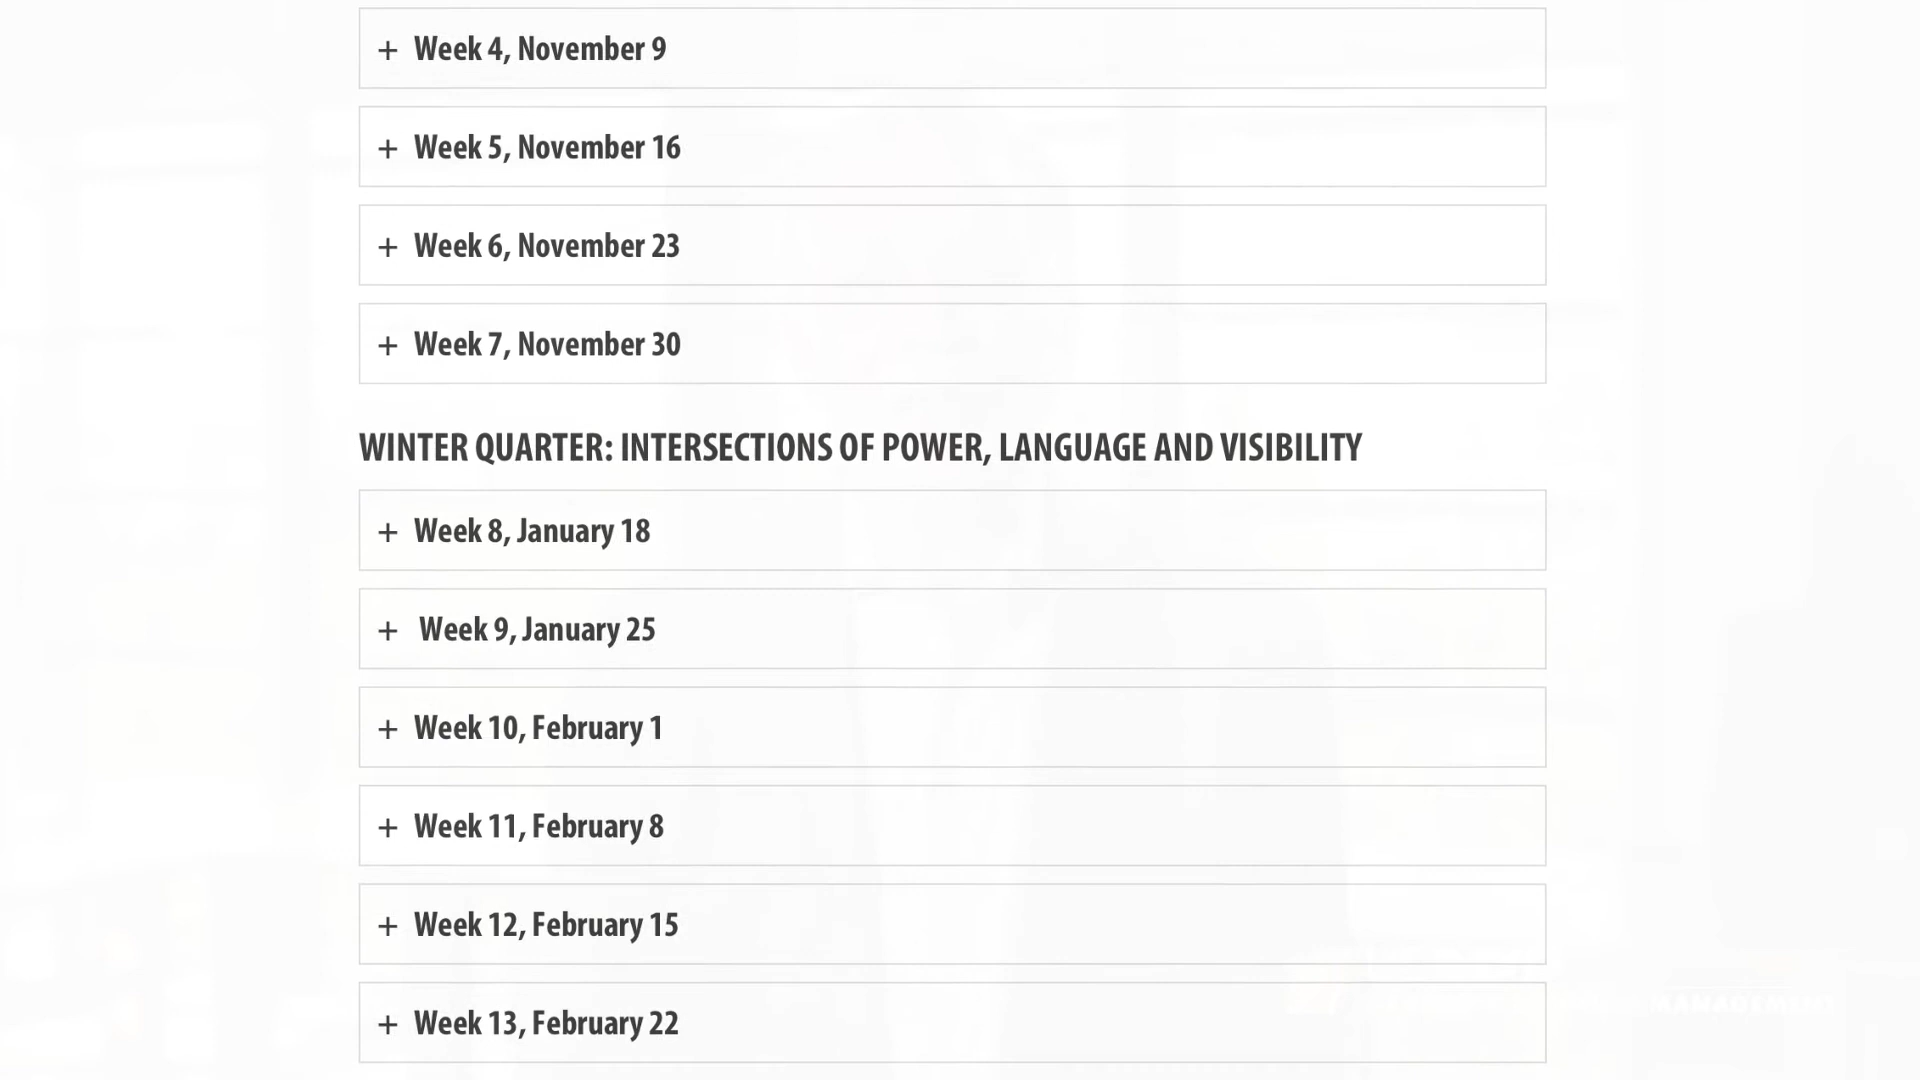 + Week 4, November 9
+ Week 5, November 16
+ Week 6, November 23
+ Week 7, November 30
WINTER QUARTER: INTERSECTIONS OF POWER, LANGUAGE AND VISIBILITY
+ Week 8, January 18
+ Week 9, January 25
+ Week 10, February 1
+ Week 11, February 8
+ Week 12, February 15
+ Week 13, February 22